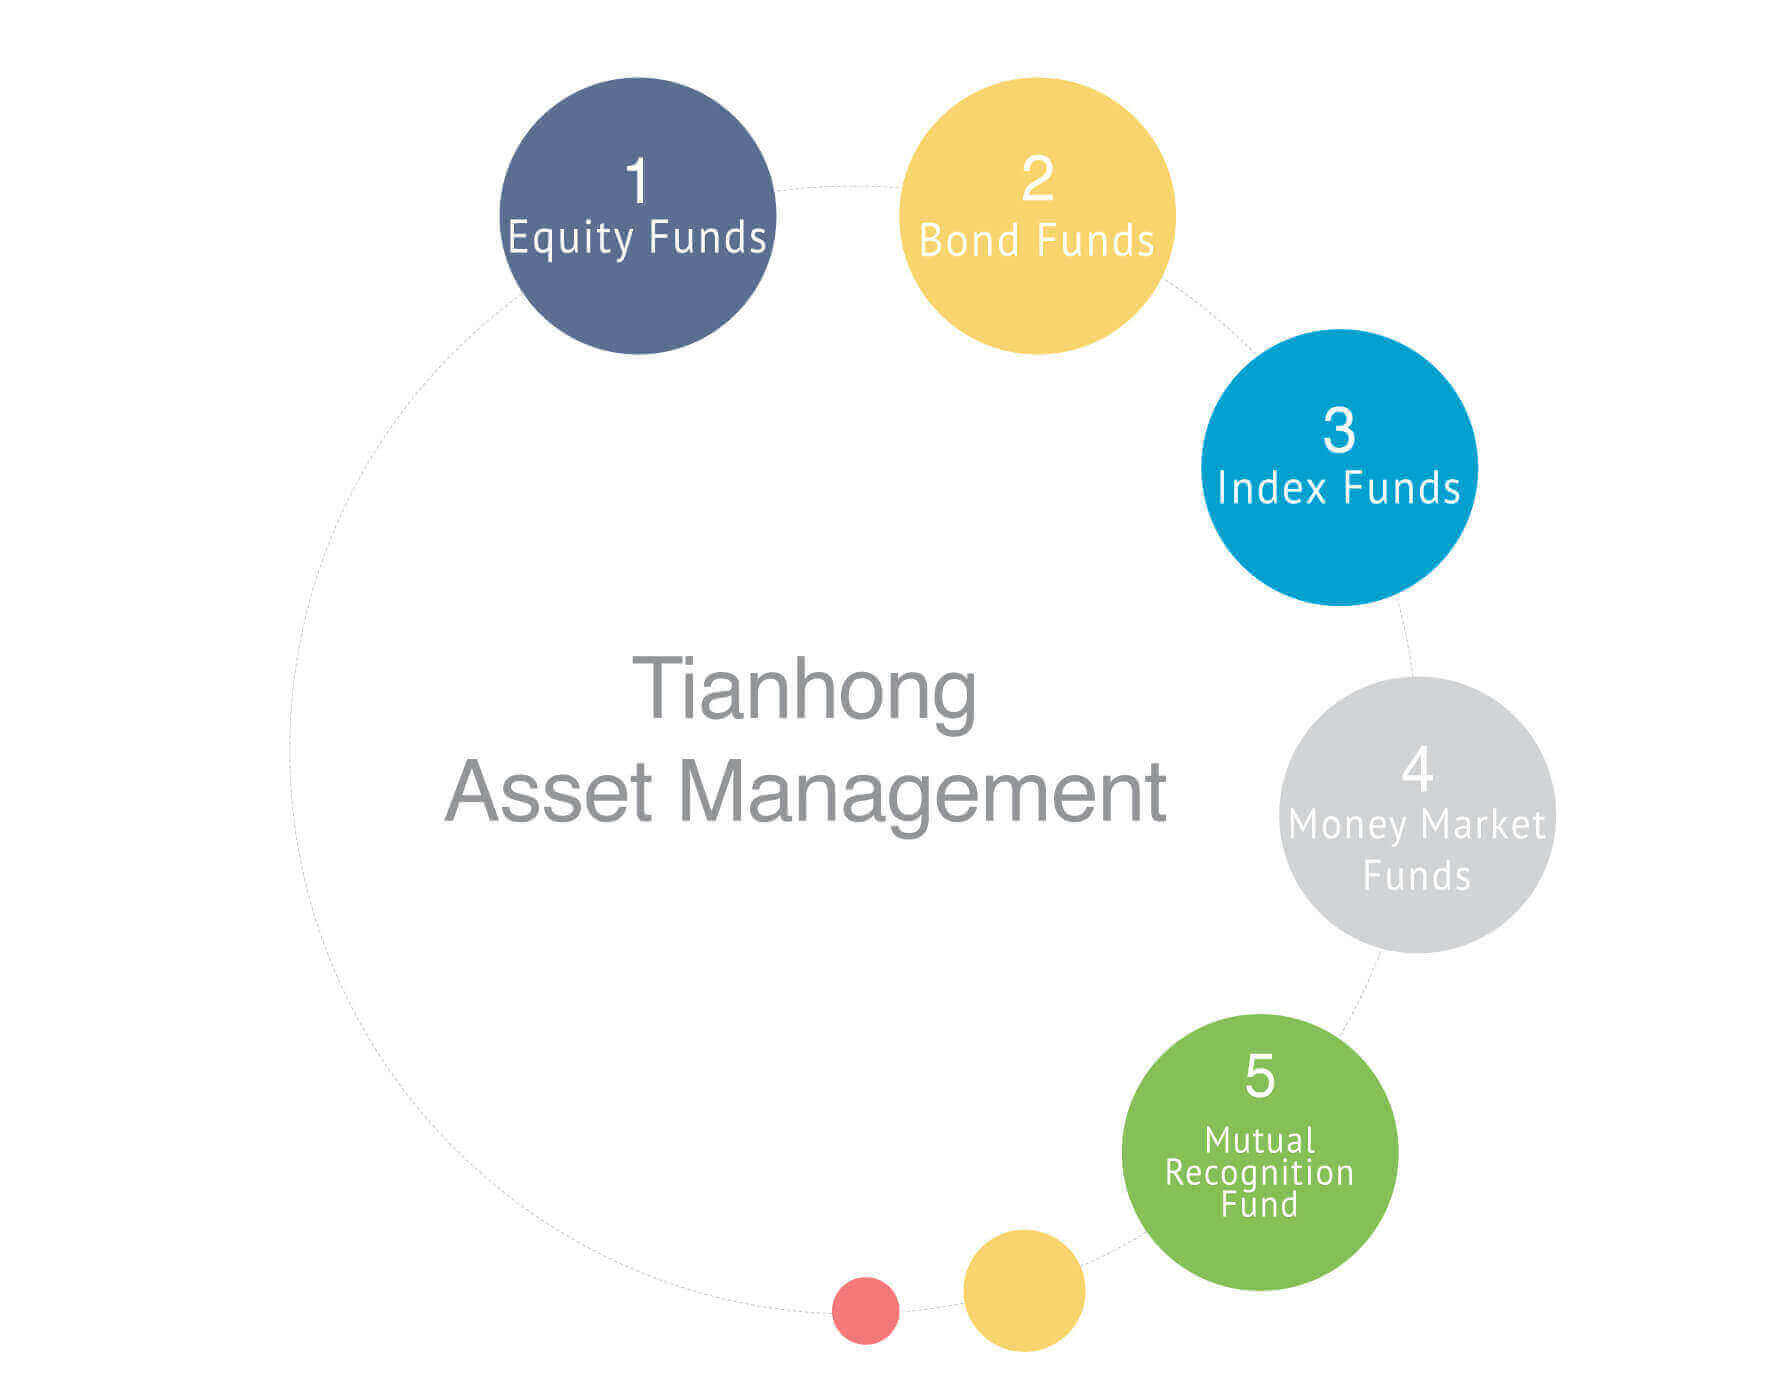 1
Equity Funds
2
Bond Funds
3
Index Funds
Tianhong
Asset Management
4
Money Market
Funds
5
Mutual
Recognition
Fund